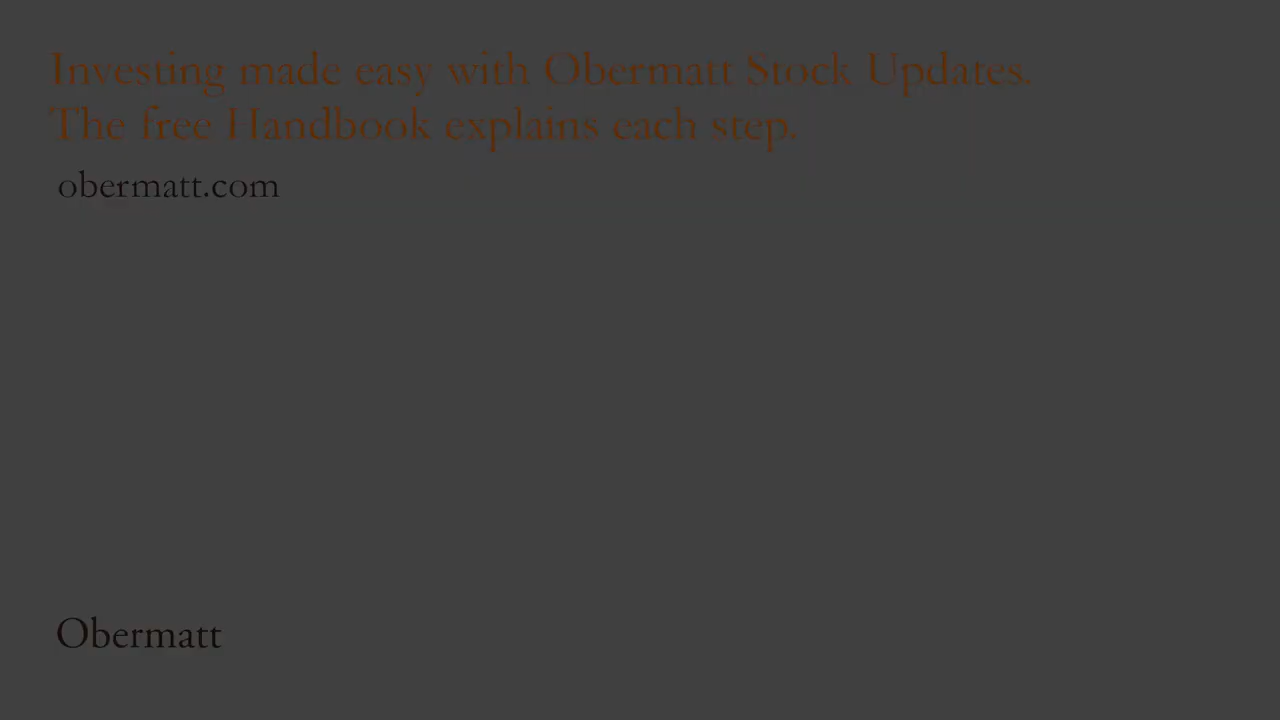 Investing made easy with Obermatt Stock Updates.
The free Handbook explains each step.
obermatt.com
Obermatt